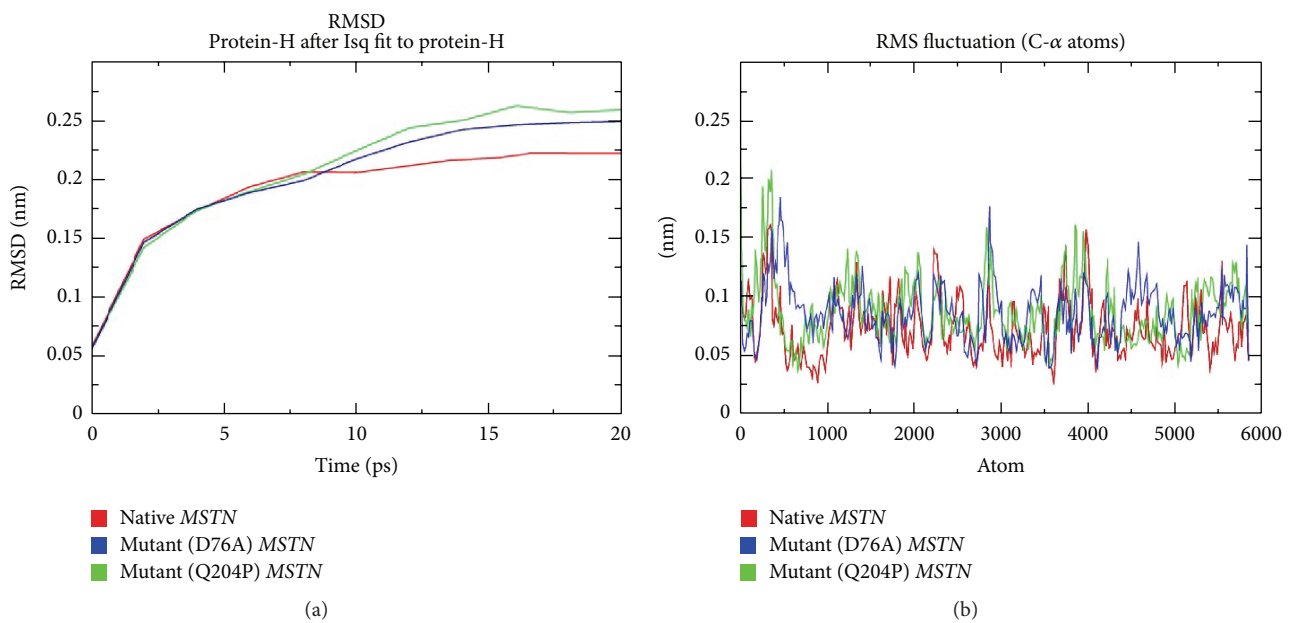 RMSD
Protein-H after lsq fit to protein-H
0.25
0.2
0.15
0.1
0.05
0
RMSD (nm)
0 5 10 15 20
Time (ps)
Native MSTN
Mutant (D76A) MSTN
Mutant (Q204P) MSTN
(a)
RMS fluctuation (C-α atoms)
0.25
0.2
0.15
0.1
0.05
0
(nm)
0 1000 2000 3000 4000 5000 6000
Atom
Native MSTN
Mutant (D76A) MSTN
Mutant (Q204P) MSTN
(b)